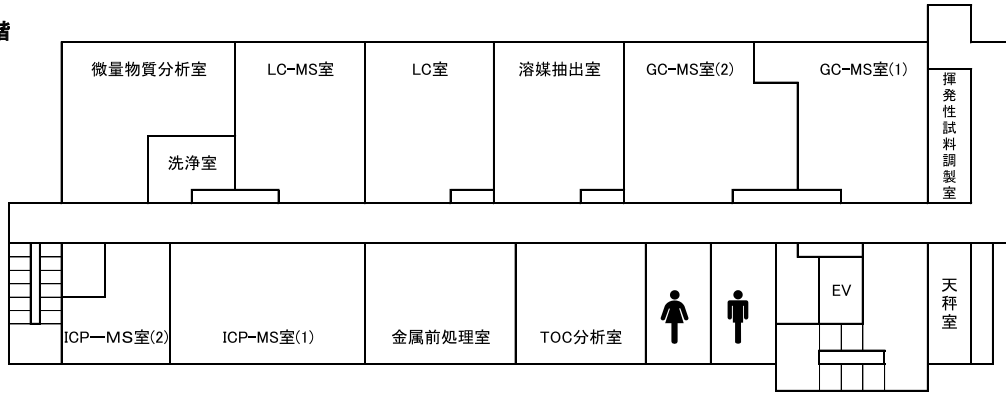 階
微量物質分析室
LC-MS室
LC室
溶媒抽出室
GC-MS室(2)
GC-MS室(1)
揮発性試料調製室
洗浄室
ICP-MS室(2)
ICP-MS室(1)
金属前処理室
TOC分析室
EV
天秤室